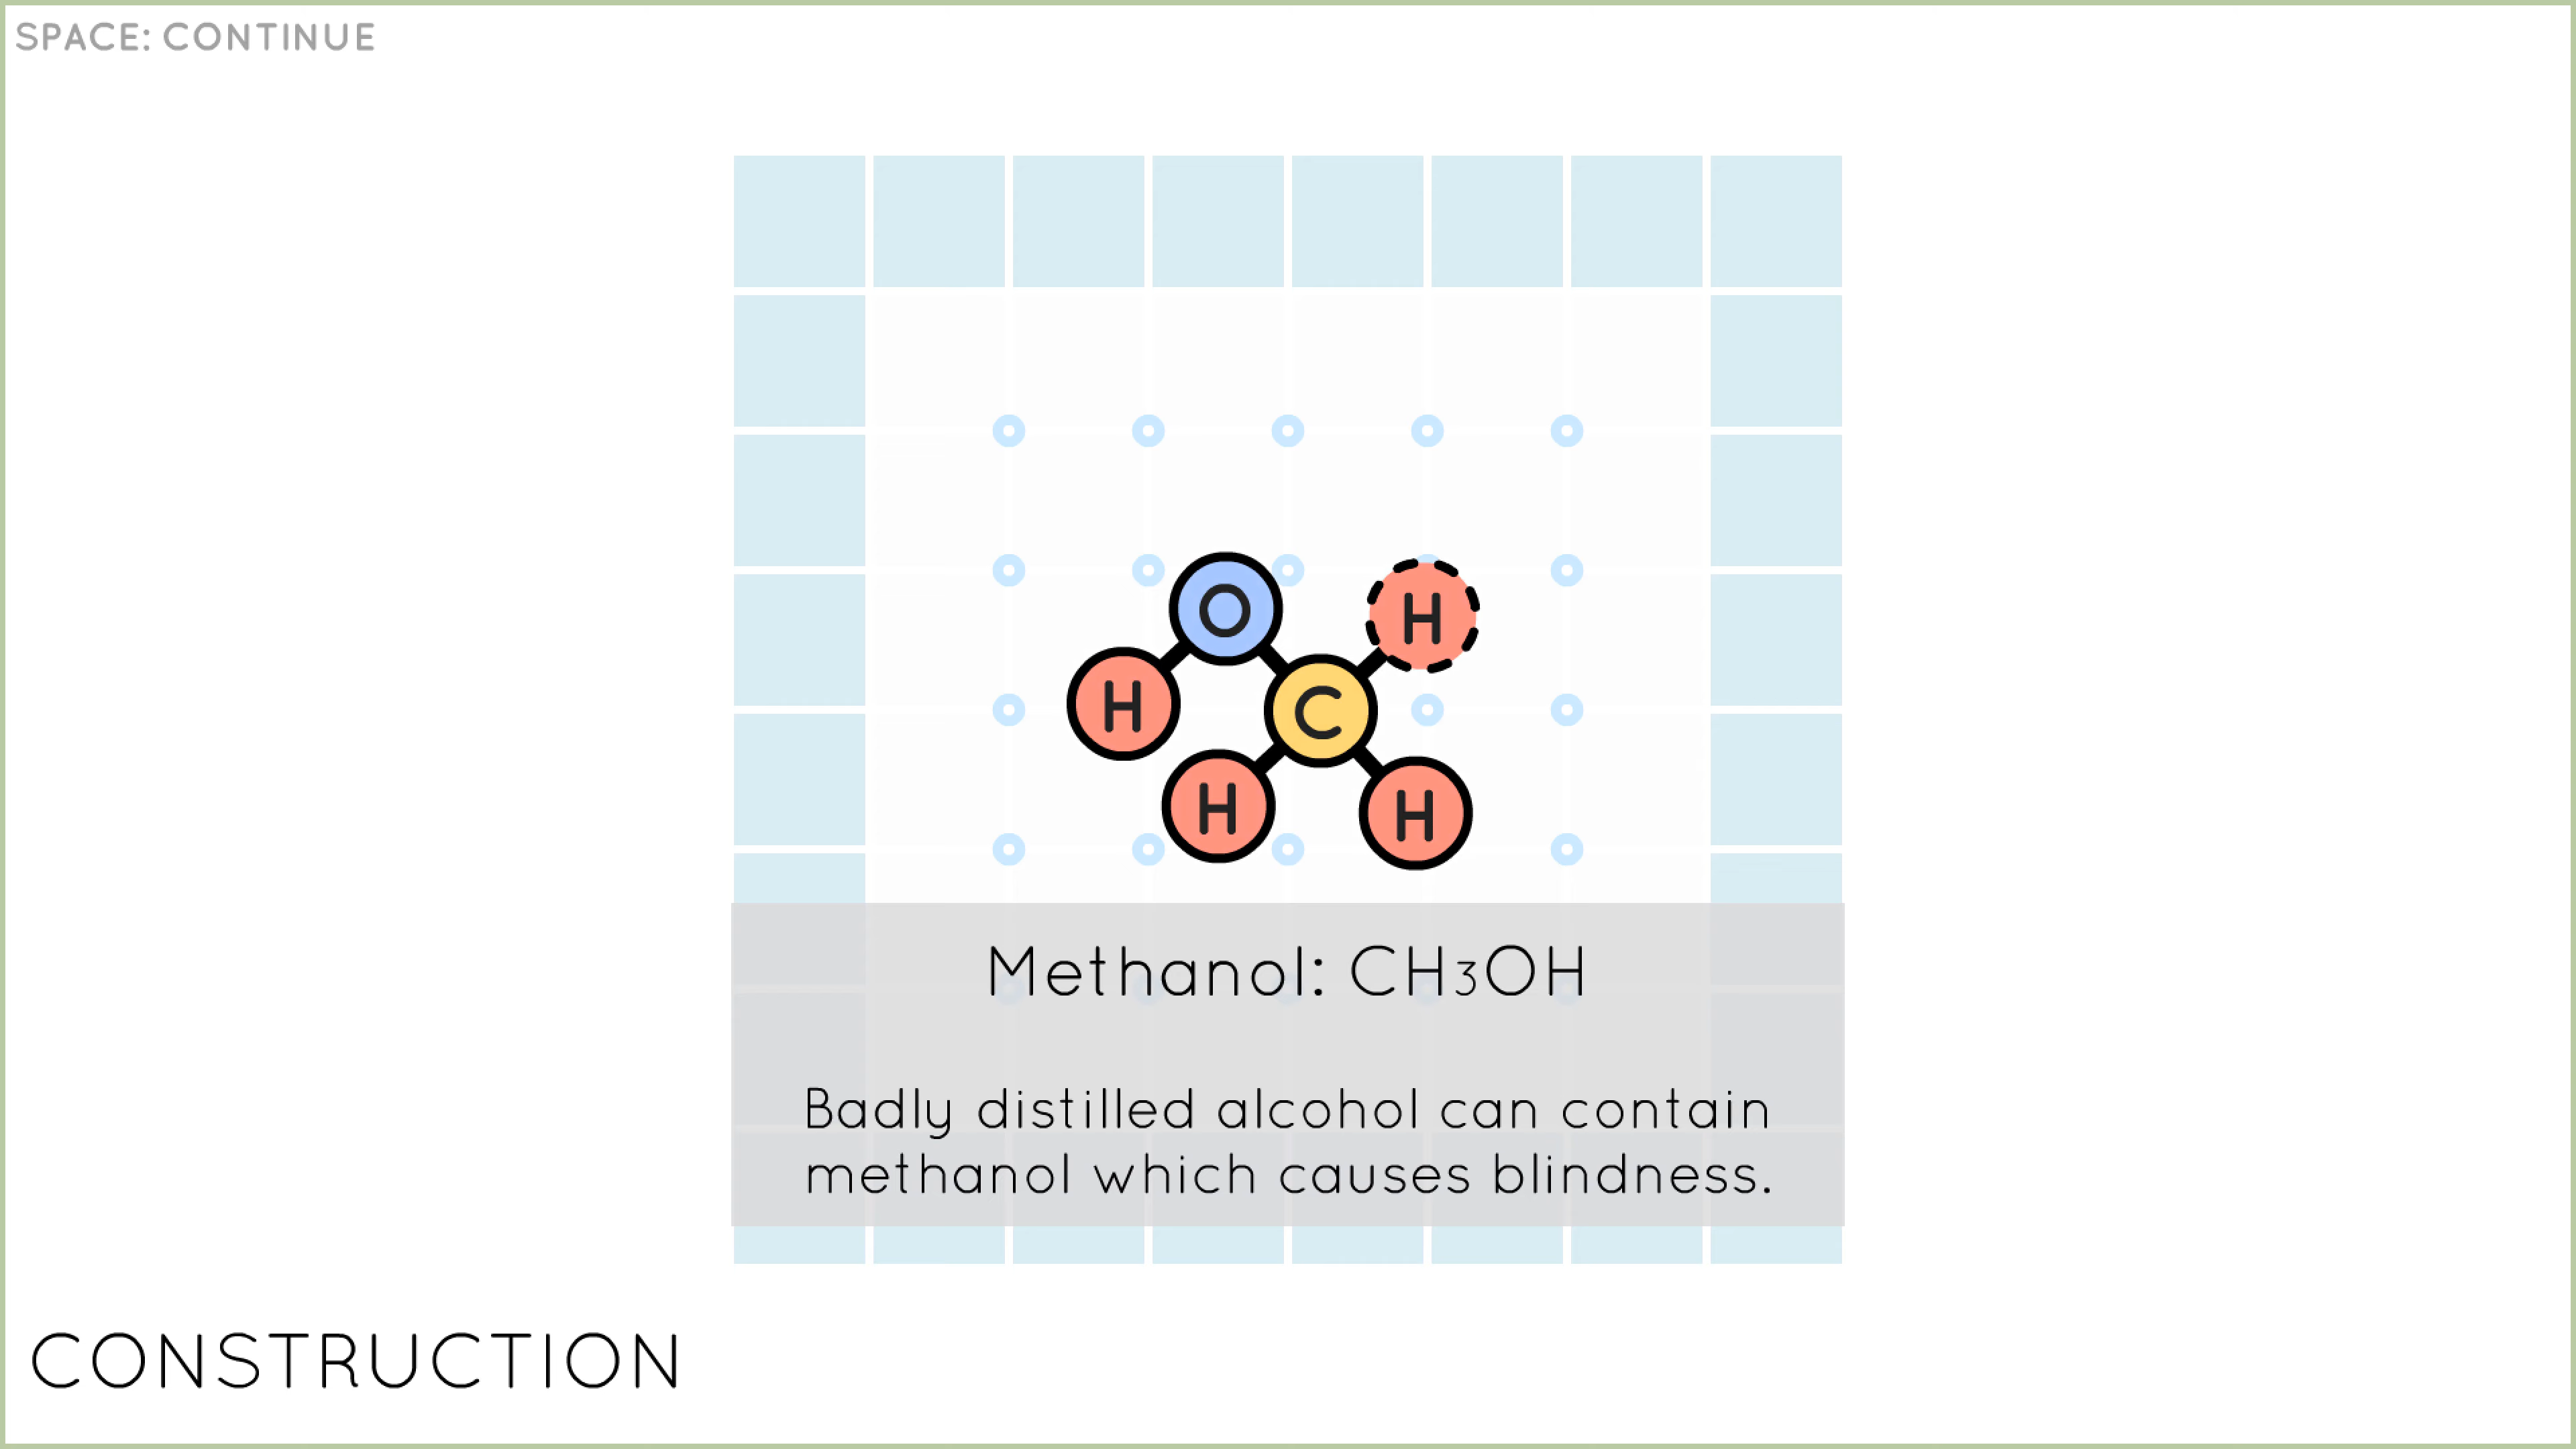 SPACE: CONTINUE
O
H
H
C
H
H
Methanol: CH₃OH
Badly distilled alcohol can contain
methanol which causes blindness.
CONSTRUCTION